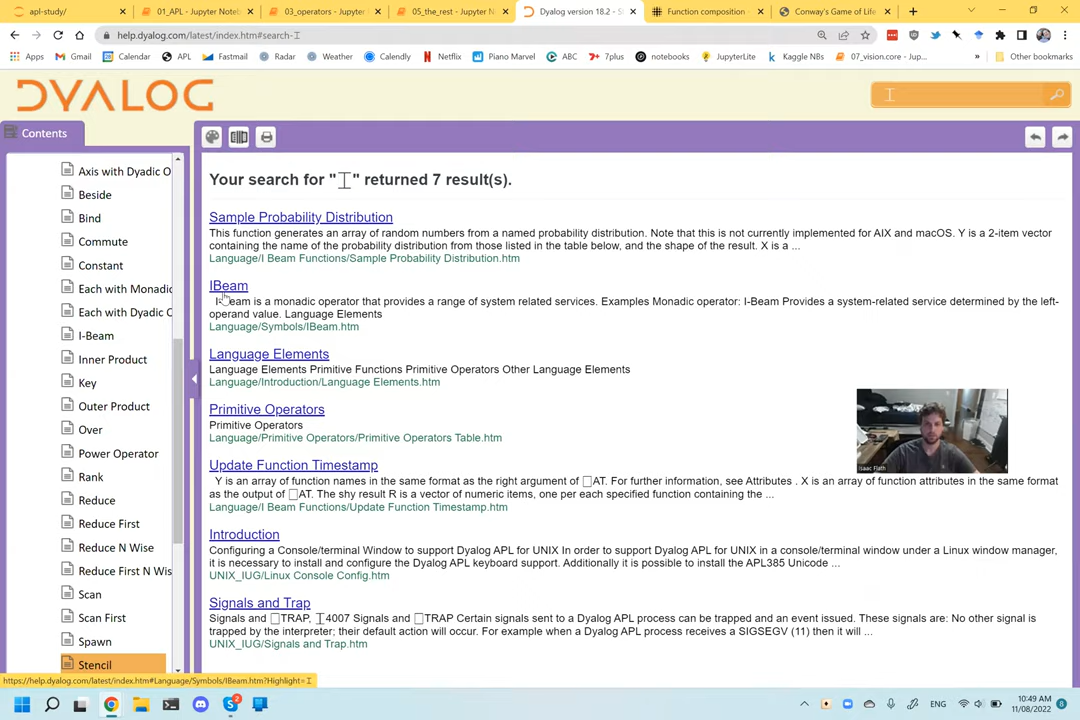 apl-study/
01_APL - Jupyter Noteb
03_operators - Jupyter
05_the_rest - Jupyter N
Dyalog version 18.2 - Su
Function composition
Conway's Game of Life
help.dyalog.com/latest/index.htm#search-⌶
Apps
Gmail
Calendar
APL
Fastmail
Radar
Weather
Calendly
Netflix
Piano Marvel
ABC
7plus
notebooks
JupyterLite
Kaggle NBs
07_vision.core - Jup...
»
Other bookmarks
DYALOG
⌶
Contents
Axis with Dyadic O
Beside
Bind
Commute
Constant
Each with Monadic
Each with Dyadic O
I-Beam
Inner Product
Key
Outer Product
Over
Power Operator
Rank
Reduce
Reduce First
Reduce N Wise
Reduce First N Wis
Scan
Scan First
Spawn
Stencil
Your search for "⌶" returned 7 result(s).
Sample Probability Distribution
This function generates an array of random numbers from a named probability distribution. Note that this is not currently implemented for AIX and macOS. Y is a 2-item vector
containing the name of the probability distribution from those listed in the table below, and the shape of the result. X is a ...
Language/I Beam Functions/Sample Probability Distribution.htm
IBeam
I-Beam is a monadic operator that provides a range of system related services. Examples Monadic operator: I-Beam Provides a system-related service determined by the left-
operand value. Language Elements
Language/Symbols/IBeam.htm
Language Elements
Language Elements Primitive Functions Primitive Operators Other Language Elements
Language/Introduction/Language Elements.htm
Primitive Operators
Primitive Operators
Language/Primitive Operators/Primitive Operators Table.htm
Update Function Timestamp
Y is an array of function names in the same format as the right argument of ⎕AT. For further information, see Attributes . X is an array of function attributes in the same format
as the output of ⎕AT. The shy result R is a vector of numeric items, one per each specified function containing the ...
Language/I Beam Functions/Update Function Timestamp.htm
Introduction
Configuring a Console/terminal Window to support Dyalog APL for UNIX In order to support Dyalog APL for UNIX in a console/terminal window under a Linux window manager,
it is necessary to install and configure the Dyalog APL keyboard support. Additionally it is possible to install the APL385 Unicode ...
UNIX_IUG/Linux Console Config.htm
Signals and Trap
Signals and ⎕TRAP, ⌶4007 Signals and ⎕TRAP Certain signals sent to a Dyalog APL process can be trapped and an event issued. These signals are: No other signal is
trapped by the interpreter; their default action will occur. For example when a Dyalog APL process receives a SIGSEGV (11) then it will ...
UNIX_IUG/Signals and Trap.htm
Isaac Flath
https://help.dyalog.com/latest/index.htm#Language/Symbols/IBeam.htm?Highlight=⌶
2
ENG
10:49 AM
11/08/2022
8